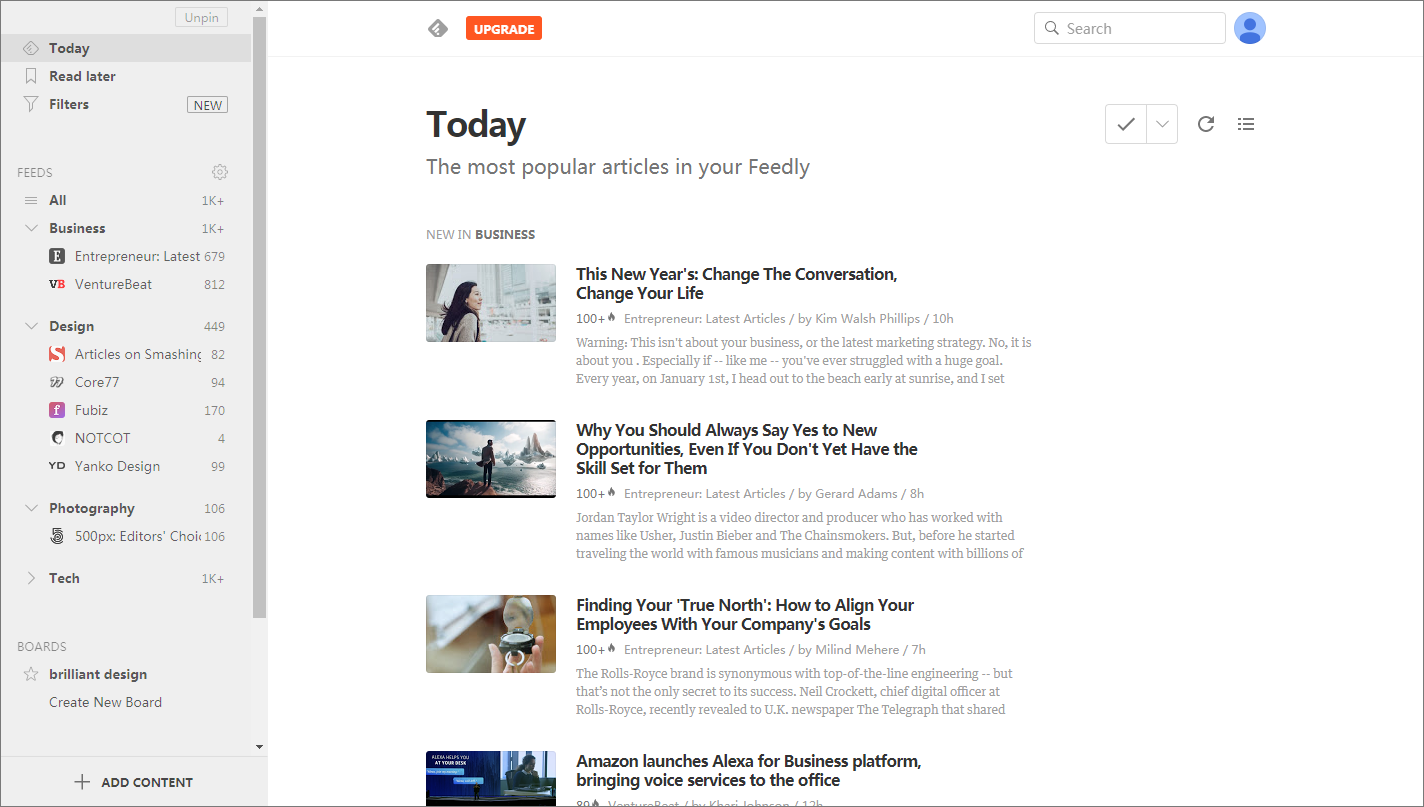 Unpin
Today
Read later
Filters NEW
FEEDS
All 1K+
Business 1K+
Entrepreneur: Latest 679
VB VentureBeat 812
Design 449
Articles on Smashing 82
Core77 94
Fubiz 170
NOTCOT 4
YD Yanko Design 99
Photography 106
500px: Editors' Choic 106
Tech 1K+
BOARDS
brilliant design
Create New Board
ADD CONTENT
UPGRADE
Search
Today
The most popular articles in your Feedly
NEW IN BUSINESS
This New Year's: Change The Conversation,
Change Your Life
100+ Entrepreneur: Latest Articles / by Kim Walsh Phillips / 10h
Warning: This isn't about your business, or the latest marketing strategy. No, it is
about you . Especially if -- like me -- you've ever struggled with a huge goal.
Every year, on January 1st, I head out to the beach early at sunrise, and I set
Why You Should Always Say Yes to New
Opportunities, Even If You Don't Yet Have the
Skill Set for Them
100+ Entrepreneur: Latest Articles / by Gerard Adams / 8h
Jordan Taylor Wright is a video director and producer who has worked with
names like Usher, Justin Bieber and The Chainsmokers. But, before he started
traveling the world with famous musicians and making content with billions of
Finding Your 'True North': How to Align Your
Employees With Your Company's Goals
100+ Entrepreneur: Latest Articles / by Milind Mehere / 7h
The Rolls-Royce brand is synonymous with top-of-the-line engineering -- but
that's not the only secret to its success. Neil Crockett, chief digital officer at
Rolls-Royce, recently revealed to U.K. newspaper The Telegraph that shared
ALEXA HELPS YOU
AT YOUR DESK
Amazon launches Alexa for Business platform,
bringing voice services to the office
89 VentureBeat / by Khari Johnson / 12h